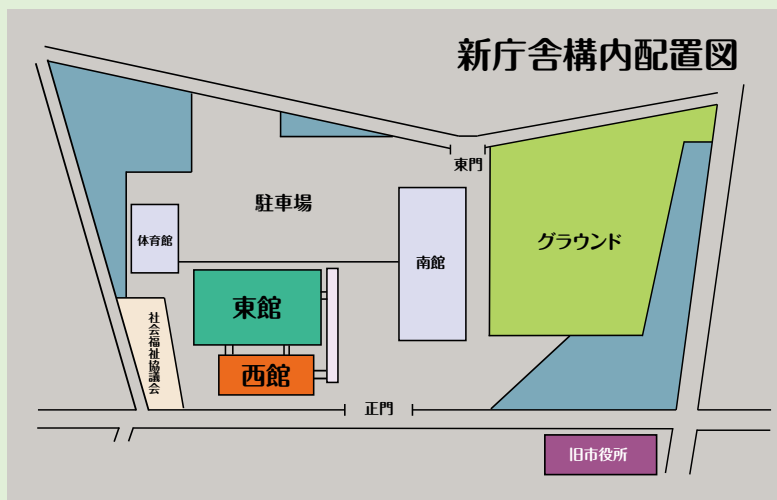 新庁舎構内配置図
東門
駐車場
体育館
南館
グラウンド
東館
社会福祉協議会
西館
正門
旧市役所